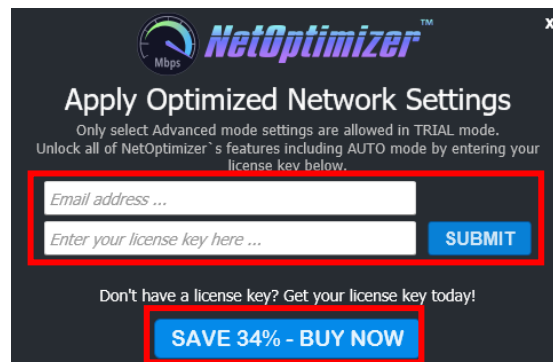 NetOptimizer™
x
Mbps
Apply Optimized Network Settings
Only select Advanced mode settings are allowed in TRIAL mode.
Unlock all of NetOptimizer`s features including AUTO mode by entering your
license key below.
Email address ...
Enter your license key here ...
SUBMIT
Don't have a license key? Get your license key today!
SAVE 34% - BUY NOW